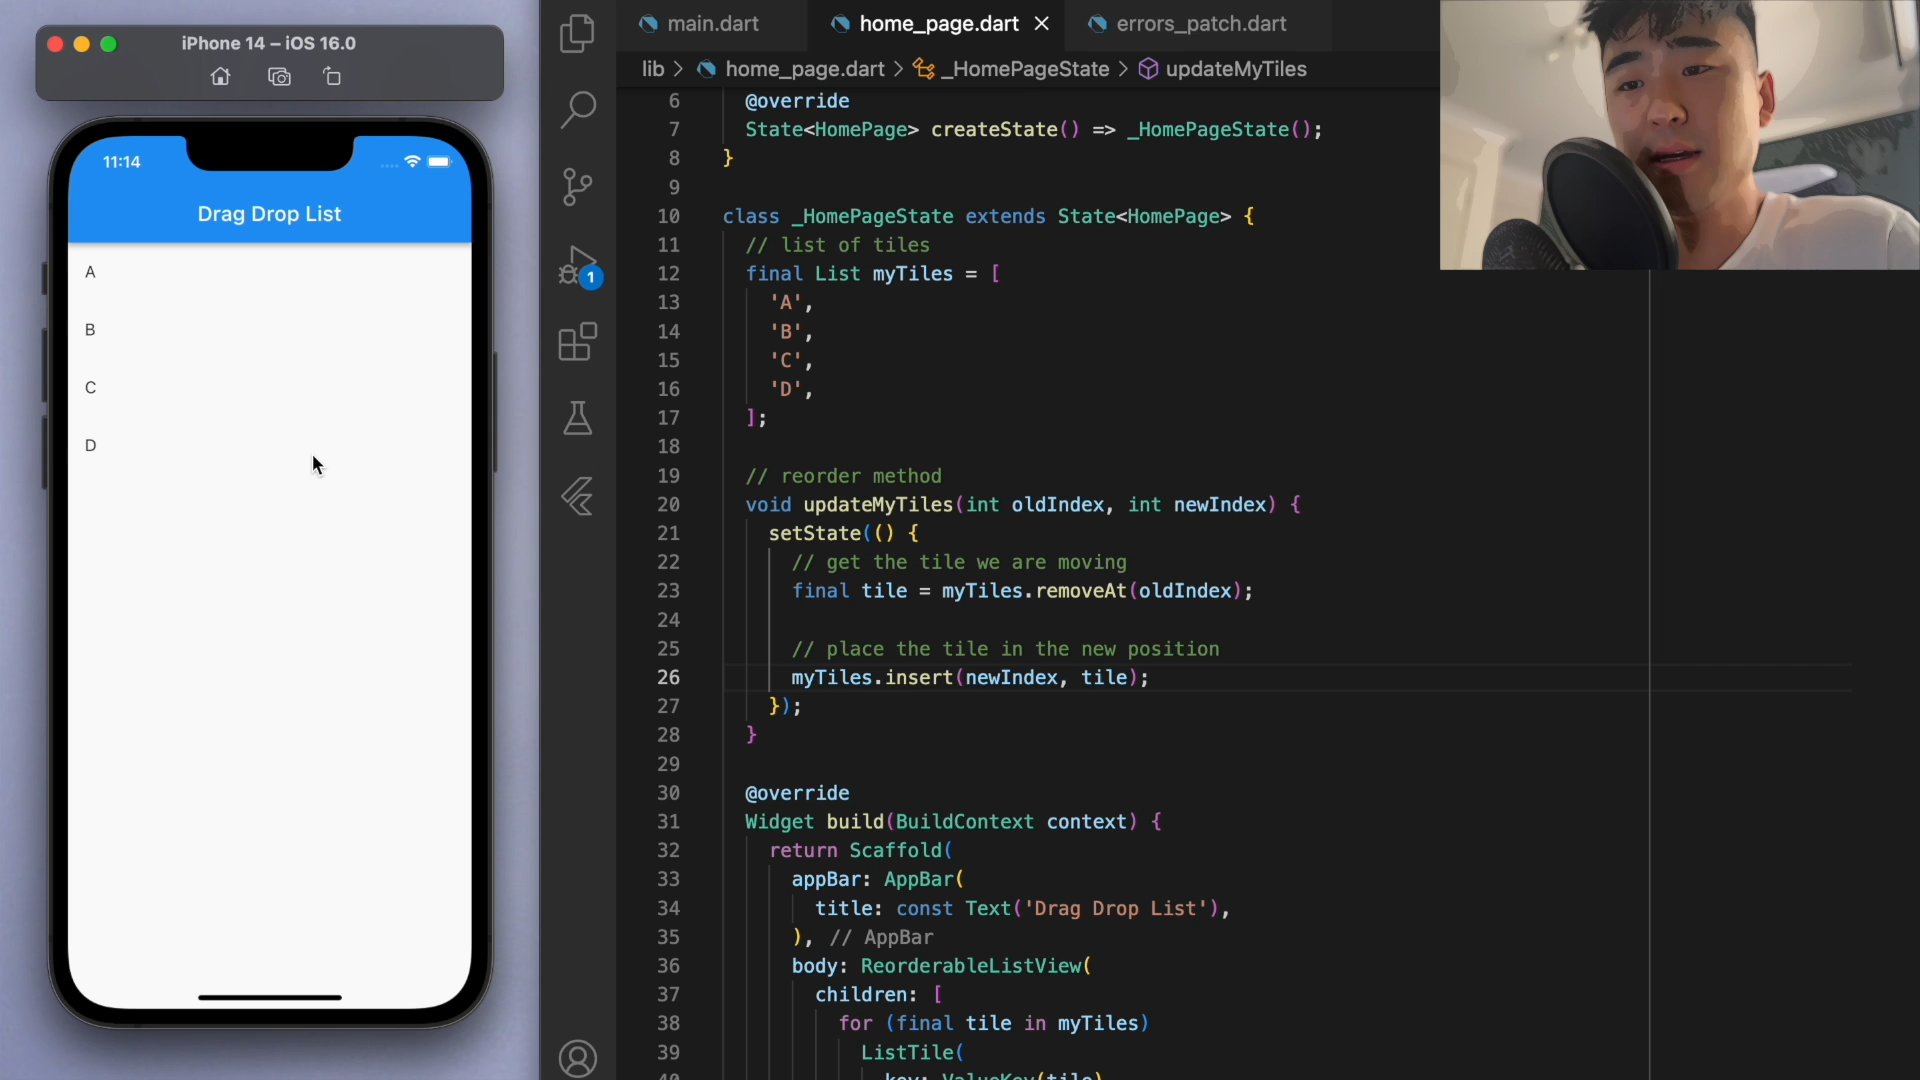 iPhone 14 – iOS 16.0
11:14
Drag Drop List
A
B
C
D
1
main.dart
home_page.dart
errors_patch.dart
lib > home_page.dart > _HomePageState > updateMyTiles
6 @override
7 State<HomePage> createState() => _HomePageState();
8 }
9
10 class _HomePageState extends State<HomePage> {
11 // list of tiles
12 final List myTiles = [
13 'A',
14 'B',
15 'C',
16 'D',
17 ];
18
19 // reorder method
20 void updateMyTiles(int oldIndex, int newIndex) {
21 setState(() {
22 // get the tile we are moving
23 final tile = myTiles.removeAt(oldIndex);
24
25 // place the tile in the new position
26 myTiles.insert(newIndex, tile);
27 });
28 }
29
30 @override
31 Widget build(BuildContext context) {
32 return Scaffold(
33 appBar: AppBar(
34 title: const Text('Drag Drop List'),
35 ), // AppBar
36 body: ReorderableListView(
37 children: [
38 for (final tile in myTiles)
39 ListTile(
40 key: ValueKey(tile)